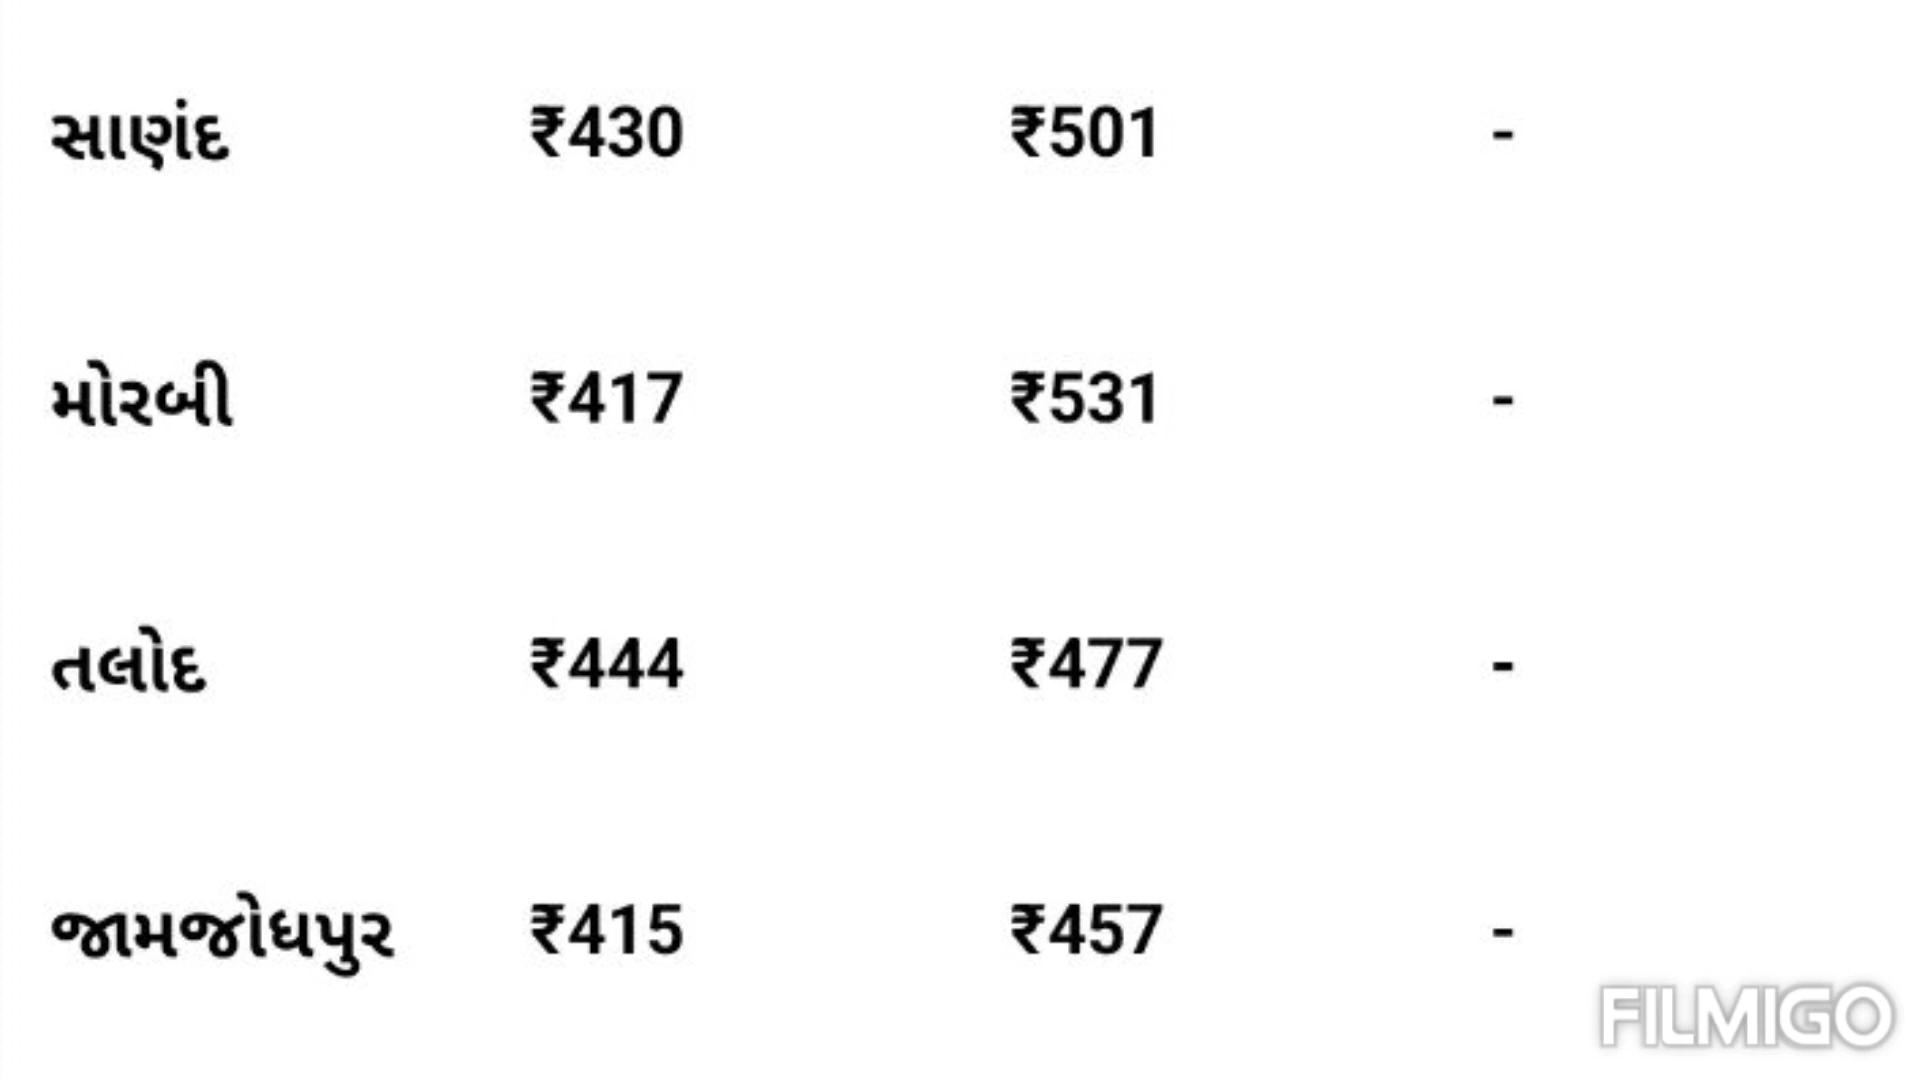 સાણંદ ₹430 ₹501 -
મોરબી ₹417 ₹531 -
તલોદ ₹444 ₹477 -
જામજોધપુર ₹415 ₹457 -
FILMIGO